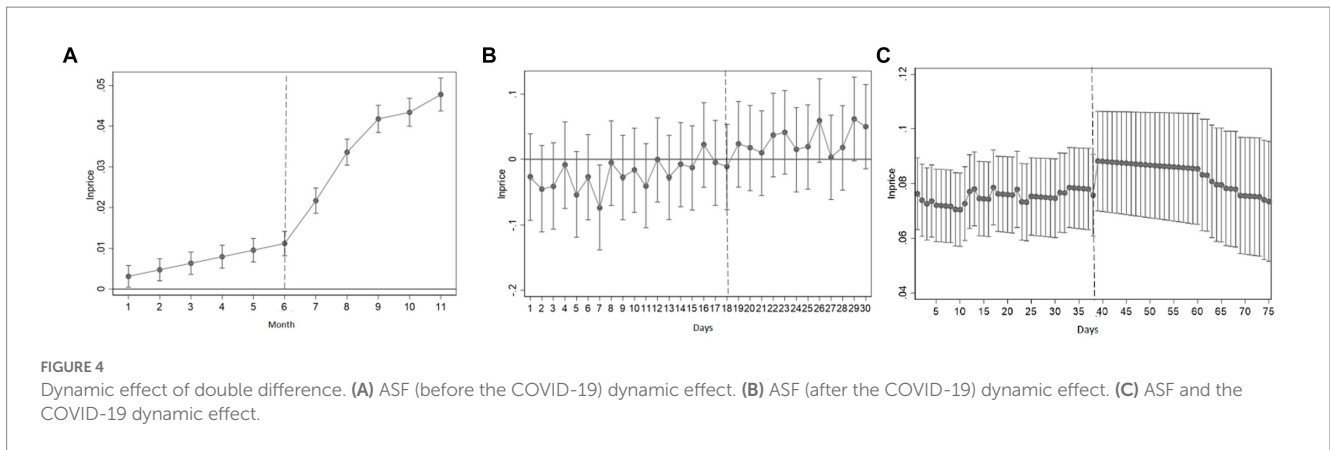 A
B
C
lnprice
.05
.04
.03
.02
.01
0
1 2 3 4 5 6 7 8 9 10 11
Month
lnprice
.1
0
-.1
-.2
1 2 3 4 5 6 7 8 9 10 11 12 13 14 15 16 17 18 19 20 21 22 23 24 25 26 27 28 29 30
Days
lnprice
.12
.1
.08
.06
.04
5 10 15 20 25 30 35 40 45 50 55 60 65 70 75
Days
FIGURE 4
Dynamic effect of double difference. (A) ASF (before the COVID-19) dynamic effect. (B) ASF (after the COVID-19) dynamic effect. (C) ASF and the
COVID-19 dynamic effect.